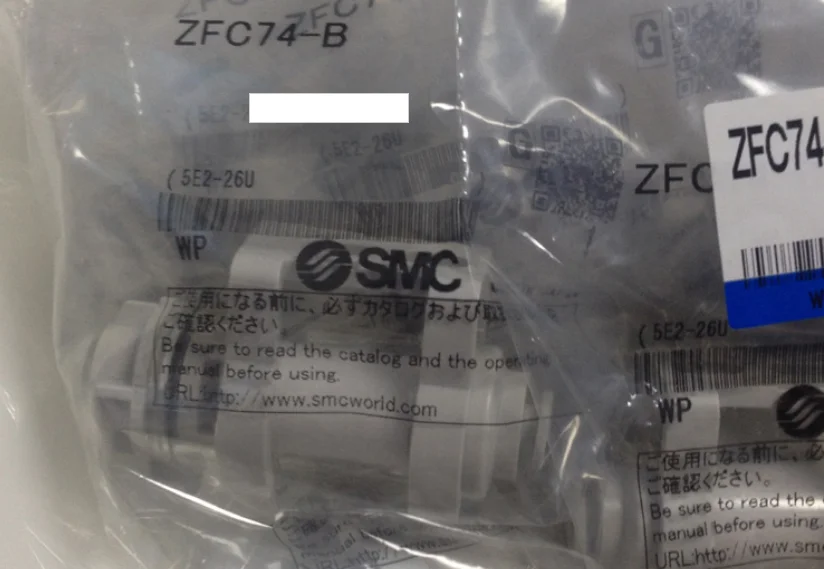 ZFC74-B
(5E2-26U
WP
SMC
ご使用になる前に、必ずカタログおよび取
ご確認ください
Be sure to read the catalog and the operating
manual before using.
URL:http://www.smcworld.com
G
G
ZFC
ZFC74
(5E2-26U
WP
ご使用になる前に、必
ご確認ください。
Be sure to read the
manual before using.
URL:http://www.sm